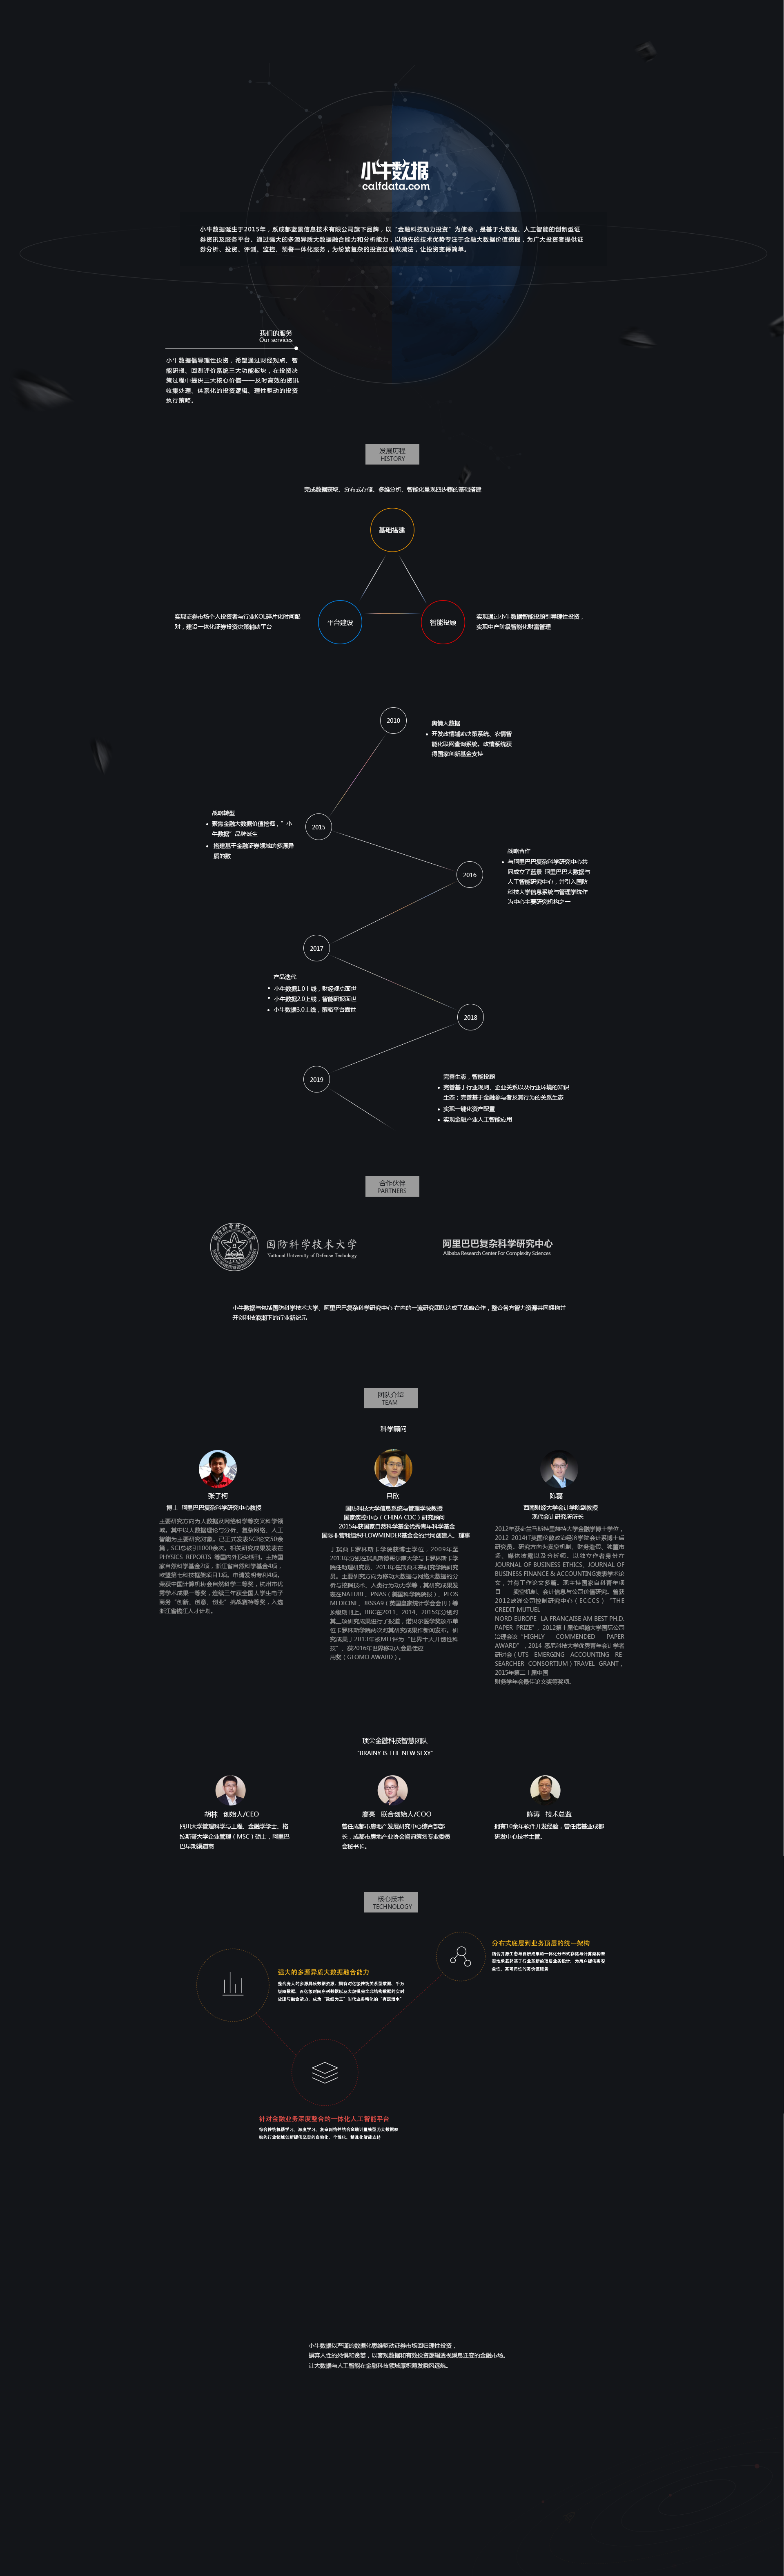 小牛数据
calfdata.com
小牛数据诞生于2015年，系成都蓝景信息技术有限公司旗下品牌，以“金融科技助力投资”为使命，是基于大数据、人工智能的创新型证
券资讯及服务平台。通过强大的多源异质大数据融合能力和分析能力，以领先的技术优势专注于金融大数据价值挖掘，为广大投资者提供证
券分析、投资、评测、监控、预警一体化服务，为纷繁复杂的投资过程做减法，让投资变得简单。
我们的服务
Our services
小牛数据倡导理性投资，希望通过财经观点、智
能研报、回测评价系统三大功能板块，在投资决
策过程中提供三大核心价值——及时高效的资讯
收集处理、体系化的投资逻辑、理性驱动的投资
执行策略。
发展历程
HISTORY
完成数据获取、分布式存储、多维分析、智能化呈现四步骤的基础搭建
基础搭建
实现证券市场个人投资者与行业KOL碎片化时间配
对，建设一体化证券投资决策辅助平台
平台建设
智能投顾
实现通过小牛数据智能投顾引导理性投资，
实现中产阶级智能化财富管理
2010
舆情大数据
开发政情辅助决策系统、农情智
能化联网查询系统。政情系统获
得国家创新基金支持
战略转型
聚焦金融大数据价值挖掘，”小
牛数据”品牌诞生
搭建基于金融证券领域的多源异
质的数
2015
战略合作
与阿里巴巴复杂科学研究中心共
同成立了蓝景-阿里巴巴大数据与
人工智能研究中心，并引入国防
科技大学信息系统与管理学院作
为中心主要研究机构之一
2016
2017
产品迭代
小牛数据1.0上线，财经观点面世
小牛数据2.0上线，智能研报面世
小牛数据3.0上线，策略平台面世
2018
2019
完善生态，智能投顾
完善基于行业规则、企业关系以及行业环境的知识
生态；完善基于金融参与者及其行为的关系生态
实现一键化资产配置
实现金融产业人工智能应用
合作伙伴
PARTNERS
国防科学技术大学
National University of Defense Techology
阿里巴巴复杂科学研究中心
Alibaba Research Center For Complexity Sciences
小牛数据与包括国防科学技术大学、阿里巴巴复杂科学研究中心 在内的一流研究团队达成了战略合作，整合各方智力资源共同拥抱并
开创科技浪潮下的行业新纪元
团队介绍
TEAM
科学顾问
张子柯
博士 阿里巴巴复杂科学研究中心教授
主要研究方向为大数据及网络科学等交叉科学领
域。其中以大数据理论与分析、复杂网络、人工
智能为主要研究对象。已正式发表SCI论文50余
篇，SCI总被引1000余次。相关研究成果发表在
PHYSICS REPORTS 等国内外顶尖期刊。主持国
家自然科学基金2项，浙江省自然科学基金4项，
欧盟第七科技框架项目1项。申请发明专利4项。
荣获中国计算机协会自然科学二等奖，杭州市优
秀学术成果一等奖，连续三年获全国大学生电子
商务“创新、创意、创业”挑战赛特等奖，入选
浙江省钱江人才计划。
吕欣
国防科技大学信息系统与管理学院教授
国家疾控中心（CHINA CDC）研究顾问
2015年获国家自然科学基金优秀青年科学基金
国际非营利组织FLOWMINDER基金会的共同创建人、理事
于瑞典卡罗林斯卡学院获博士学位，2009年至
2013年分别在瑞典斯德哥尔摩大学与卡罗林斯卡学
院任助理研究员，2013年任瑞典未来研究学院研究
员。主要研究方向为移动大数据与网络大数据的分
析与挖掘技术、人类行为动力学等，其研究成果发
表在NATURE、PNAS（美国科学院院报）、PLOS
MEDICINE、JRSSA9（英国皇家统计学会会刊）等
顶级期刊上。BBC在2011、2014、2015年分别对
其三项研究成果进行了报道，诺贝尔医学奖颁布单
位卡罗林斯学院两次对其研究成果作新闻发布。研
究成果于2013年被MIT评为“世界十大开创性科
技”，获2016年世界移动大会最佳应
用奖（GLOMO AWARD）。
陈磊
西南财经大学会计学院副教授
现代会计研究所所长
2012年获荷兰马斯特里赫特大学金融学博士学位，
2012-2014任英国伦敦政治经济学院会计系博士后
研究员。研究方向为卖空机制、财务造假、独董市
场、媒体披露以及分析师。以独立作者身份在
JOURNAL OF BUSINESS ETHICS、JOURNAL OF
BUSINESS FINANCE & ACCOUNTING发表学术论
文，并有工作论文多篇。现主持国家自科青年项
目——卖空机制、会计信息与公司价值研究。曾获
2012欧洲公司控制研究中心（ECCCS）“THE
CREDIT MUTUEL
NORD EUROPE- LA FRANCAISE AM BEST PH.D.
PAPER PRIZE”，2012第十届伯明翰大学国际公司
治理会议“HIGHLY COMMENDED PAPER
AWARD”，2014 悉尼科技大学优秀青年会计学者
研讨会（UTS EMERGING ACCOUNTING RE-
SEARCHER CONSORTIUM）TRAVEL GRANT，
2015年第二十届中国
财务学年会最佳论文奖等奖项。
顶尖金融科技智慧团队
“BRAINY IS THE NEW SEXY”
胡林 创始人/CEO
四川大学管理科学与工程、金融学学士、格
拉斯哥大学企业管理（MSC）硕士，阿里巴
巴早期渠道商
廖亮 联合创始人/COO
曾任成都市房地产发展研究中心综合部部
长，成都市房地产业协会咨询策划专业委员
会秘书长。
陈涛 技术总监
拥有10余年软件开发经验，曾任诺基亚成都
研发中心技术主管。
核心技术
TECHNOLOGY
分布式底层到业务顶层的统一架构
强大的多源异质大数据融合能力
针对金融业务深度整合的一体化人工智能平台
小牛数据以严谨的数据化思维驱动证券市场回归理性投资，
摒弃人性的恐惧和贪婪，以客观数据和有效投资逻辑透视瞬息迁变的金融市场。
让大数据与人工智能在金融科技领域厚积薄发乘风远航。